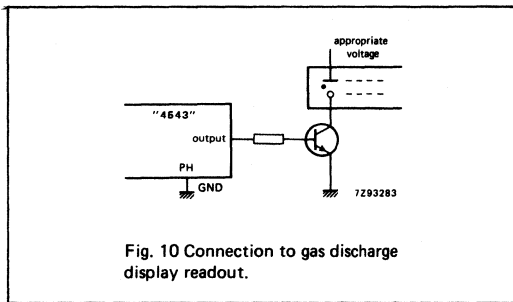 appropriate
voltage
"4543"
output
PH
GND
7Z93283
Fig. 10 Connection to gas discharge
display readout.